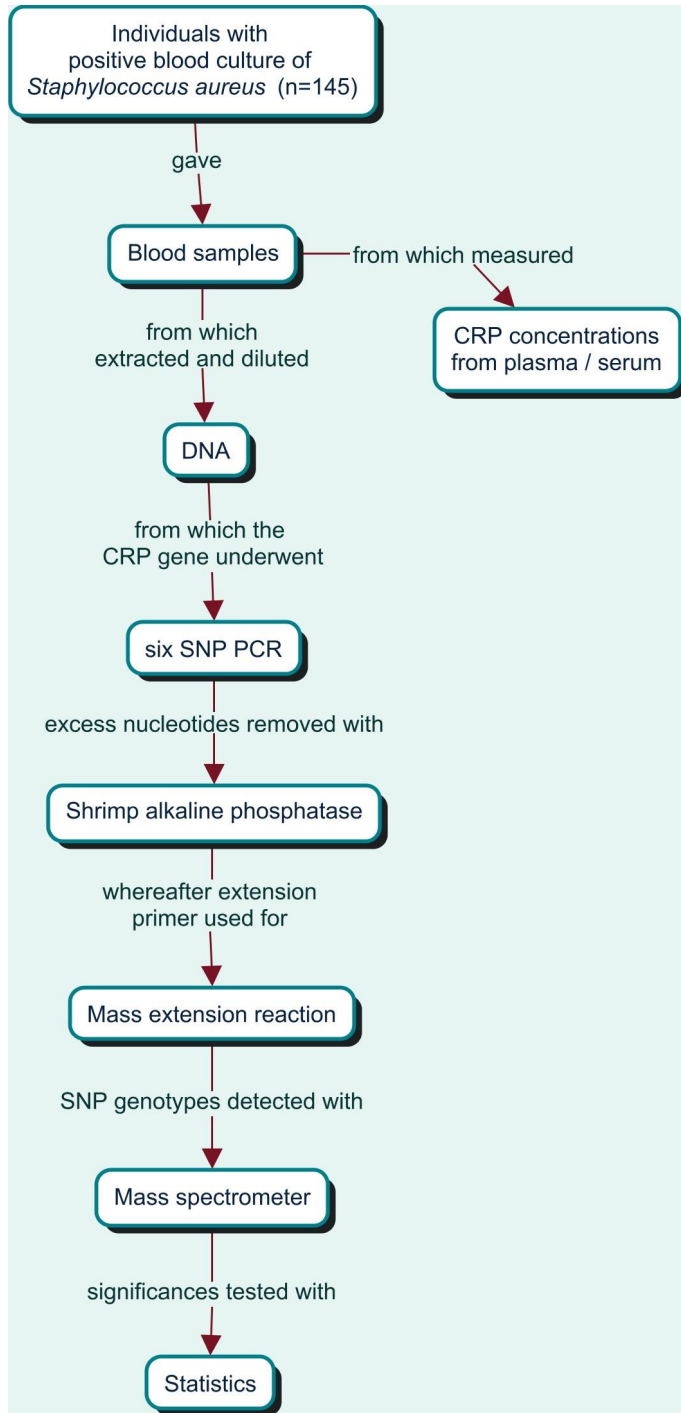 Individuals with
positive blood culture of
Staphylococcus aureus (n=145)
gave
Blood samples
from which measured
CRP concentrations
from plasma / serum
from which
extracted and diluted
DNA
from which the
CRP gene underwent
six SNP PCR
excess nucleotides removed with
Shrimp alkaline phosphatase
whereafter extension
primer used for
Mass extension reaction
SNP genotypes detected with
Mass spectrometer
significances tested with
Statistics